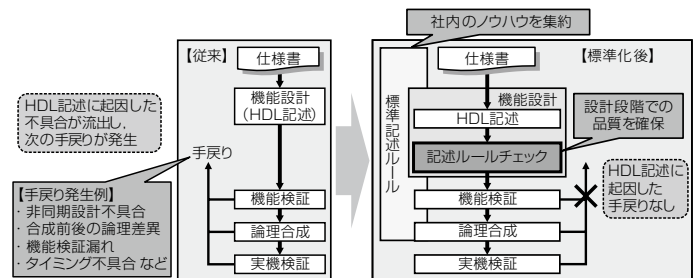 社内のノウハウを集約
【従来】
仕様書
機能設計
(HDL記述)
手戻り
機能検証
論理合成
実機検証
HDL記述に起因した
不具合が流出し,
次の手戻りが発生
【手戻り発生例】
・非同期設計不具合
・合成前後の論理差異
・機能検証漏れ
・タイミング不具合 など
【標準化後】
標準記述ルール
仕様書
機能設計
HDL記述
記述ルールチェック
機能検証
論理合成
実機検証
設計段階での
品質を確保
HDL記述に
起因した
手戻りなし